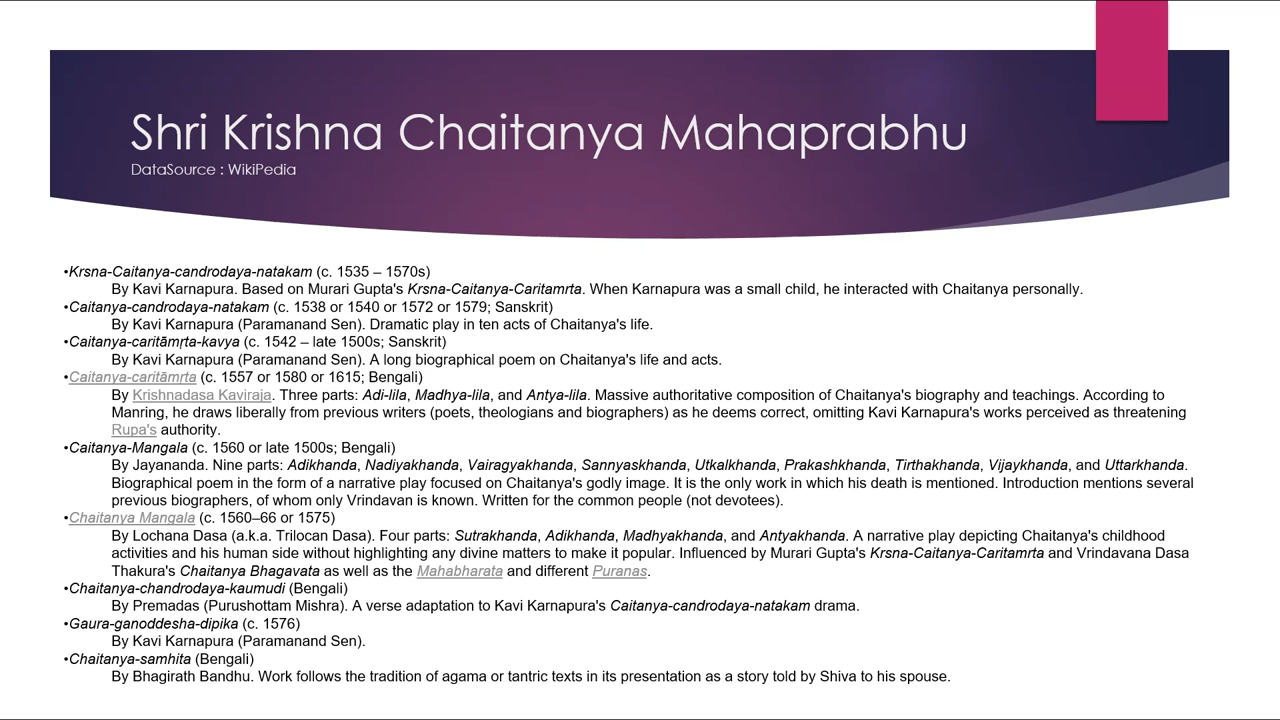 Shri Krishna Chaitanya Mahaprabhu
DataSource : WikiPedia
•Krsna-Caitanya-candrodaya-natakam (c. 1535 – 1570s)
By Kavi Karnapura. Based on Murari Gupta's Krsna-Caitanya-Caritamrta. When Karnapura was a small child, he interacted with Chaitanya personally.
•Caitanya-candrodaya-natakam (c. 1538 or 1540 or 1572 or 1579; Sanskrit)
By Kavi Karnapura (Paramanand Sen). Dramatic play in ten acts of Chaitanya's life.
•Caitanya-caritāmṛta-kavya (c. 1542 – late 1500s; Sanskrit)
By Kavi Karnapura (Paramanand Sen). A long biographical poem on Chaitanya's life and acts.
•Caitanya-caritāmrta (c. 1557 or 1580 or 1615; Bengali)
By Krishnadasa Kaviraja. Three parts: Adi-lila, Madhya-lila, and Antya-lila. Massive authoritative composition of Chaitanya's biography and teachings. According to
Manring, he draws liberally from previous writers (poets, theologians and biographers) as he deems correct, omitting Kavi Karnapura's works perceived as threatening
Rupa's authority.
•Caitanya-Mangala (c. 1560 or late 1500s; Bengali)
By Jayananda. Nine parts: Adikhanda, Nadiyakhanda, Vairagyakhanda, Sannyaskhanda, Utkalkhanda, Prakashkhanda, Tirthakhanda, Vijaykhanda, and Uttarkhanda.
Biographical poem in the form of a narrative play focused on Chaitanya's godly image. It is the only work in which his death is mentioned. Introduction mentions several
previous biographers, of whom only Vrindavan is known. Written for the common people (not devotees).
•Chaitanya Mangala (c. 1560–66 or 1575)
By Lochana Dasa (a.k.a. Trilocan Dasa). Four parts: Sutrakhanda, Adikhanda, Madhyakhanda, and Antyakhanda. A narrative play depicting Chaitanya's childhood
activities and his human side without highlighting any divine matters to make it popular. Influenced by Murari Gupta's Krsna-Caitanya-Caritamrta and Vrindavana Dasa
Thakura's Chaitanya Bhagavata as well as the Mahabharata and different Puranas.
•Chaitanya-chandrodaya-kaumudi (Bengali)
By Premadas (Purushottam Mishra). A verse adaptation to Kavi Karnapura's Caitanya-candrodaya-natakam drama.
•Gaura-ganoddesha-dipika (c. 1576)
By Kavi Karnapura (Paramanand Sen).
•Chaitanya-samhita (Bengali)
By Bhagirath Bandhu. Work follows the tradition of agama or tantric texts in its presentation as a story told by Shiva to his spouse.